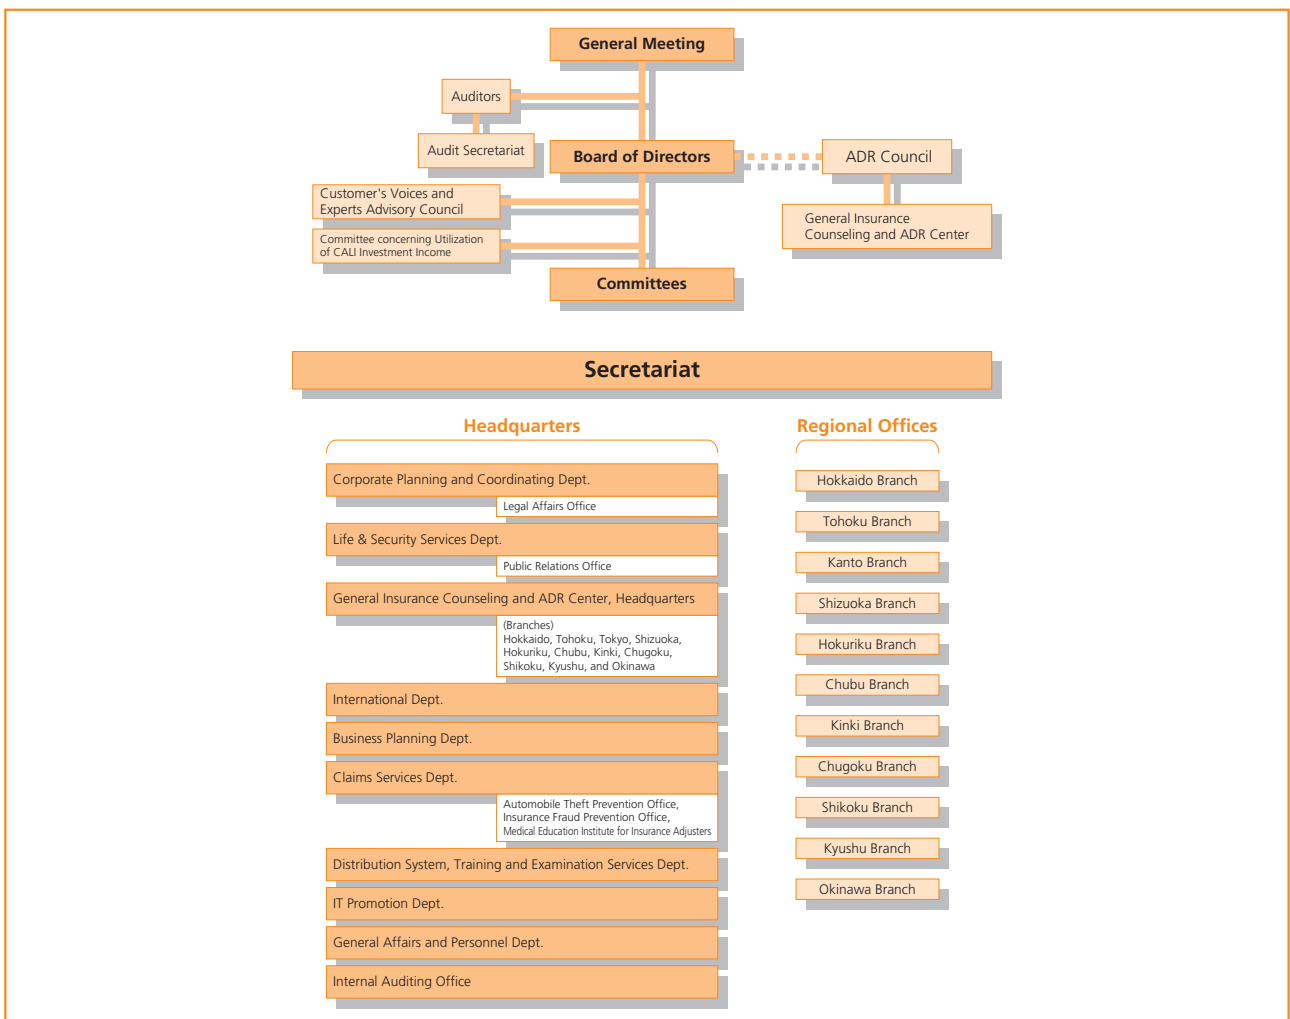 General Meeting
Auditors
Audit Secretariat
Board of Directors
ADR Council
Customer's Voices and
Experts Advisory Council
General Insurance
Counseling and ADR Center
Committee concerning Utilization
of CALI Investment Income
Committees
Secretariat
Headquarters
Corporate Planning and Coordinating Dept.
Legal Affairs Office
Life & Security Services Dept.
Public Relations Office
General Insurance Counseling and ADR Center, Headquarters
(Branches)
Hokkaido, Tohoku, Tokyo, Shizuoka,
Hokuriku, Chubu, Kinki, Chugoku,
Shikoku, Kyushu, and Okinawa
International Dept.
Business Planning Dept.
Claims Services Dept.
Automobile Theft Prevention Office,
Insurance Fraud Prevention Office,
Medical Education Institute for Insurance Adjusters
Distribution System, Training and Examination Services Dept.
IT Promotion Dept.
General Affairs and Personnel Dept.
Internal Auditing Office
Regional Offices
Hokkaido Branch
Tohoku Branch
Kanto Branch
Shizuoka Branch
Hokuriku Branch
Chubu Branch
Kinki Branch
Chugoku Branch
Shikoku Branch
Kyushu Branch
Okinawa Branch